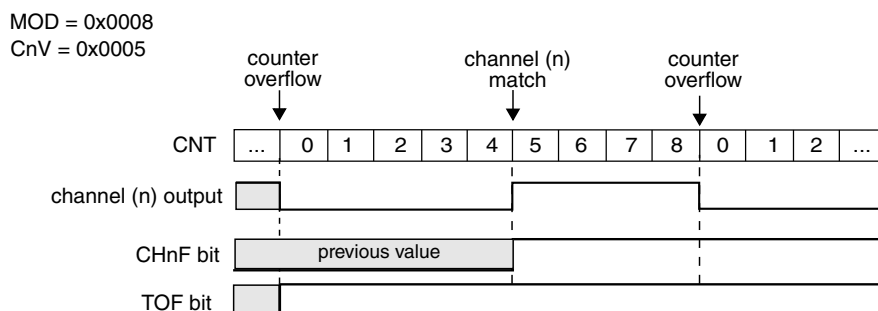 MOD = 0x0008
CnV = 0x0005
counter overflow
channel (n) match
counter overflow
CNT ... 0 1 2 3 4 5 6 7 8 0 1 2 ...
channel (n) output
CHnF bit previous value
TOF bit